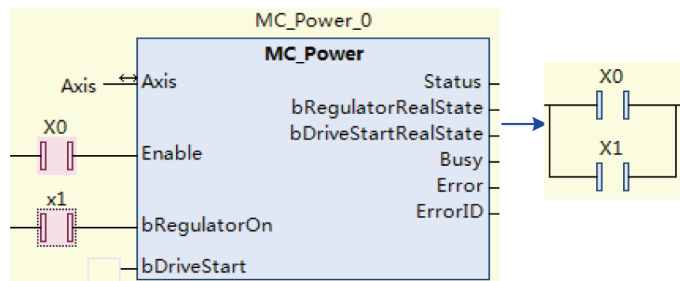 MC_Power_0
MC_Power
Axis
Axis
Status
X0
bRegulatorRealState
X0
bDriveStartRealState
Enable
Busy
X1
x1
Error
bRegulatorOn
ErrorID
bDriveStart